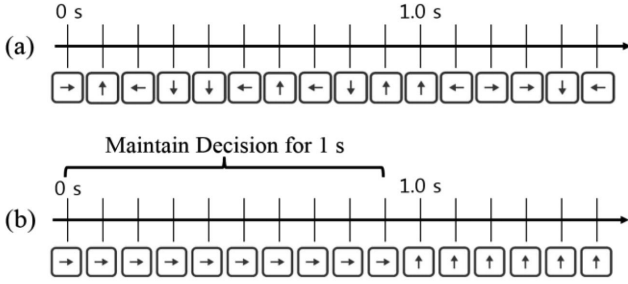 0 s 1.0 s
(a)
→ ↑ ← ↓ ↓ ← ↑ ← ↓ ↑ ↑ ← → → ↓ ←
Maintain Decision for 1 s
0 s 1.0 s
(b)
→ → → → → → → → → → ↑ ↑ ↑ ↑ ↑ ↑